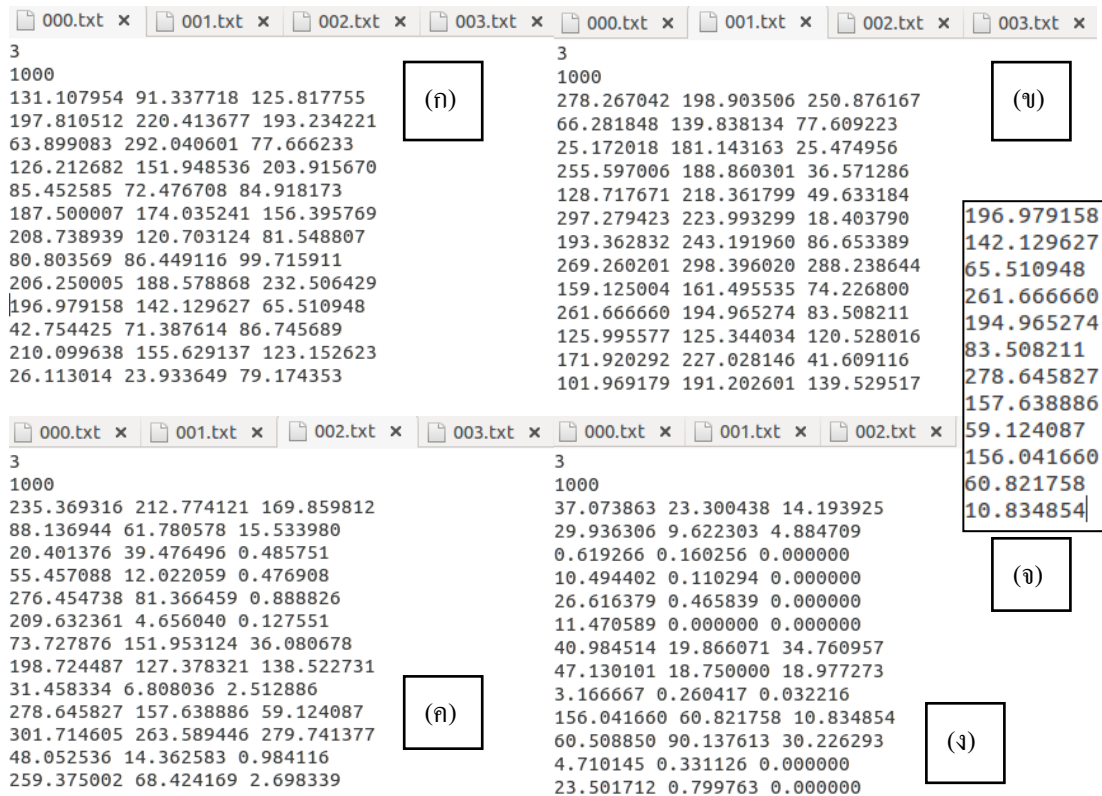 000.txt × 001.txt × 002.txt × 003.txt ×
3
1000
131.107954 91.337718 125.817755
197.810512 220.413677 193.234221
63.899083 292.040601 77.666233
126.212682 151.948536 203.915670
85.452585 72.476708 84.918173
187.500007 174.035241 156.395769
208.738939 120.703124 81.548807
80.803569 86.449116 99.715911
206.250005 188.578868 232.506429
196.979158 142.129627 65.510948
42.754425 71.387614 86.745689
210.099638 155.629137 123.152623
26.113014 23.933649 79.174353
(ก)
000.txt × 001.txt × 002.txt × 003.txt ×
3
1000
278.267042 198.903506 250.876167
66.281848 139.838134 77.609223
25.172018 181.143163 25.474956
255.597006 188.860301 36.571286
128.717671 218.361799 49.633184
297.279423 223.993299 18.403790
193.362832 243.191960 86.653389
269.260201 298.396020 288.238644
159.125004 161.495535 74.226800
261.666660 194.965274 83.508211
125.995577 125.344034 120.528016
171.920292 227.028146 41.609116
101.969179 191.202601 139.529517
(ข)
000.txt × 001.txt × 002.txt × 003.txt ×
3
1000
235.369316 212.774121 169.859812
88.136944 61.780578 15.533980
20.401376 39.476496 0.485751
55.457088 12.022059 0.476908
276.454738 81.366459 0.888826
209.632361 4.656040 0.127551
73.727876 151.953124 36.080678
198.724487 127.378321 138.522731
31.458334 6.808036 2.512886
278.645827 157.638886 59.124087
301.714605 263.589446 279.741377
48.052536 14.362583 0.984116
259.375002 68.424169 2.698339
(ค)
000.txt × 001.txt × 002.txt ×
3
1000
37.073863 23.300438 14.193925
29.936306 9.622303 4.884709
0.619266 0.160256 0.000000
10.494402 0.110294 0.000000
26.616379 0.465839 0.000000
11.470589 0.000000 0.000000
40.984514 19.866071 34.760957
47.130101 18.750000 18.977273
3.166667 0.260417 0.032216
156.041660 60.821758 10.834854
60.508850 90.137613 30.226293
4.710145 0.331126 0.000000
23.501712 0.799763 0.000000
(ง)
196.979158
142.129627
65.510948
261.666660
194.965274
83.508211
278.645827
157.638886
59.124087
156.041660
60.821758
10.834854
(จ)